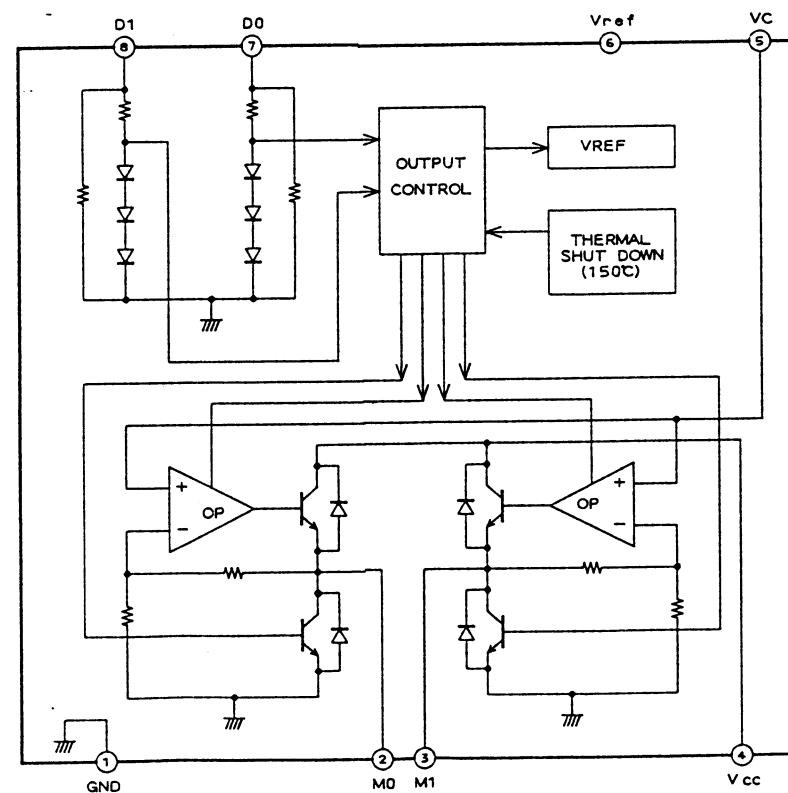 D1 D0 Vref VC
8 7 6 5
OUTPUT
CONTROL
VREF
THERMAL
SHUT DOWN
(150℃)
+ OP −
+ OP −
1 2 3 4
GND M0 M1 Vcc